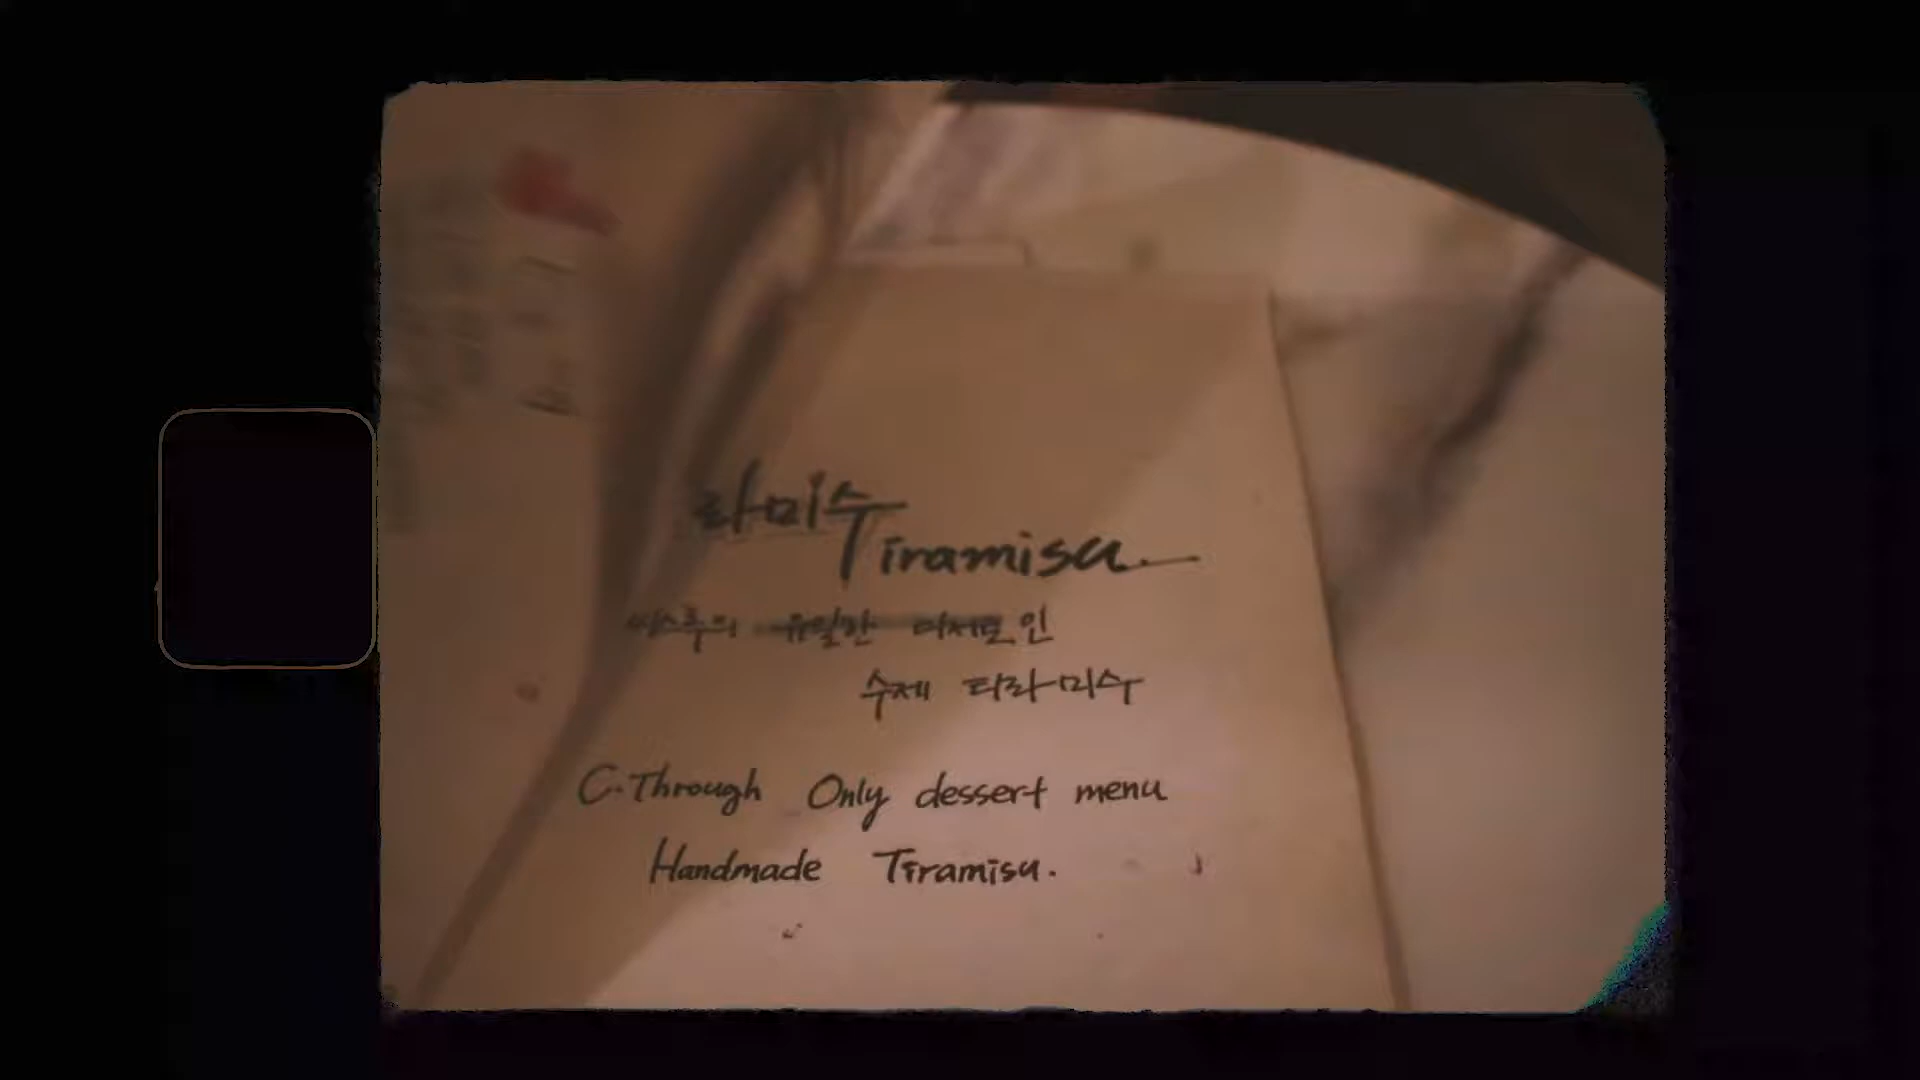 라미수
Tiramisu.
씨스루의 유일한 디저트인
수제 티라미수
C.Through Only dessert menu
Handmade Tiramisu.